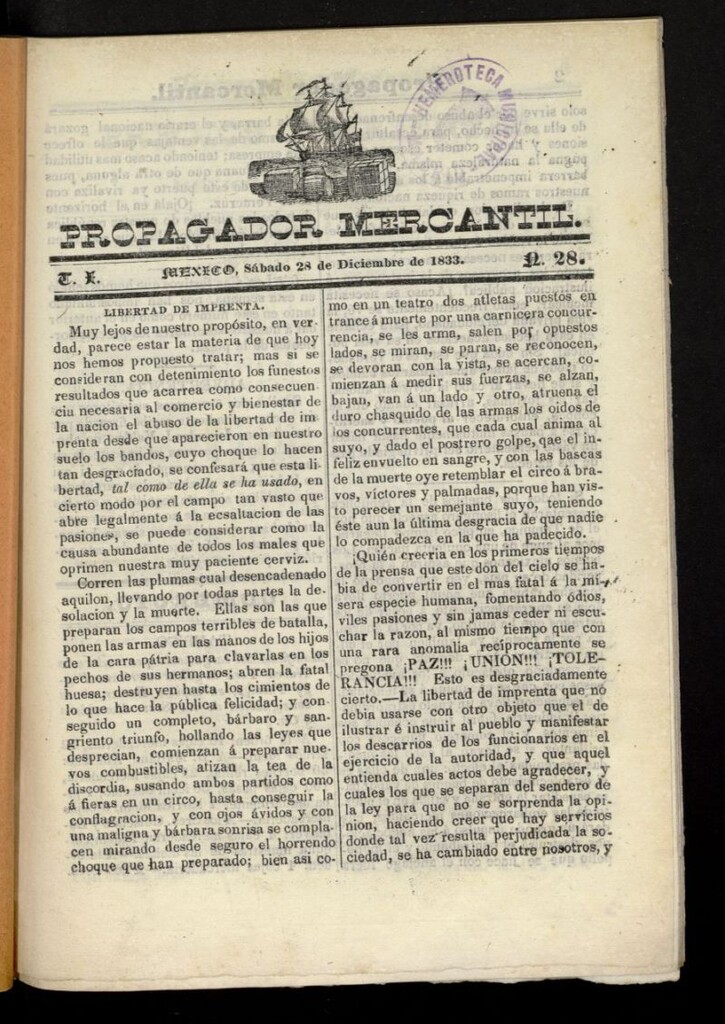 HEMEROTECA
PROPAGADOR MERCANTIL.
T. I.
MEXICO, Sábado 28 de Diciembre de 1833.
N. 28.
LIBERTAD DE IMPRENTA.
Muy lejos de nuestro propósito, en ver-
dad, parece estar la materia de que hoy
nos hemos propuesto tratar; mas si se
consideran con detenimiento los funestos
resultados que acarrea como consecuen
cia necesaria al comercio y bienestar de
la nacion el abuso de la libertad de im
prenta desde que aparecieron en nuestro
suelo los bandos, cuyo choque lo hacen
tan desgraciado, se confesará que esta li-
bertad, tal como de ella se ha usado, en
cierto modo por el campo tan vasto que
abre legalmente á la ecsaltacion de las
pasiones, se puede considerar como la
causa abundante de todos los males que
oprimen nuestra muy paciente cerviz.
Corren las plumas cual desencadenado
aquilon, llevando por todas partes la de-
solacion y la muerte. Ellas son las que
preparan los campos terribles de batalla,
ponen las armas en las manos de los hijos
de la cara pátria para clavarlas en los
pechos de sus hermanos; abren la fatal
huesa; destruyen hasta los cimientos de
lo que hace la pública felicidad; y con-
seguido un completo, bárbaro y san-
griento triunfo, hollando las leyes que
desprecian, comienzan á preparar nue-
vos combustibles, atizan la tea de la
discordia, susando ambos partidos como
á fieras en un circo, hasta conseguir la
conflagracion, y con ojos ávidos y con
una maligna y bárbara sonrisa se compla-
cen mirando desde seguro el horrendo
choque que han preparado; bien asi co-
mo en un teatro dos atletas puestos en
trance á muerte por una carnicera concur-
rencia, se les arma, salen por opuestos
lados, se miran, se paran, se reconocen,
se devoran con la vista, se acercan, co-
mienzan á medir sus fuerzas, se alzan,
bajan, van á un lado y otro, atruena el
duro chasquido de las armas los oidos de
los concurrentes, que cada cual anima al
suyo, y dado el postrero golpe, qae el in-
feliz envuelto en sangre, y con las bascas
de la muerte oye retemblar el circo á bra-
vos, víctores y palmadas, porque han vis-
to perecer un semejante suyo, teniendo
éste aun la última desgracia de que nadie
lo compadezca en la que ha padecido.
¡Quién creeria en los primeros tiempos
de la prensa que este don del cielo se ha-
bia de convertir en el mas fatal á la mí-
sera especie humana, fomentando ódios,
viles pasiones y sin jamas ceder ni escu-
char la razon, al mismo tiempo que con
una rara anomalia recíprocamente se
pregona ¡PAZ!!! ¡UNIÓN!!! ¡TOLE-
RANCIA!!! Esto es desgraciadamente
cierto.—La libertad de imprenta que no
debia usarse con otro objeto que el de
ilustrar é instruir al pueblo y manifestar
los descarrios de los funcionarios en el
ejercicio de la autoridad, y que aquel
entienda cuales actos debe agradecer, y
cuales los que se separan del sendero de
la ley para que no se sorprenda la opi-
nion, haciendo creer que hay servicios
donde tal vez resulta perjudicada la so-
ciedad, se ha cambiado entre nosotros, y